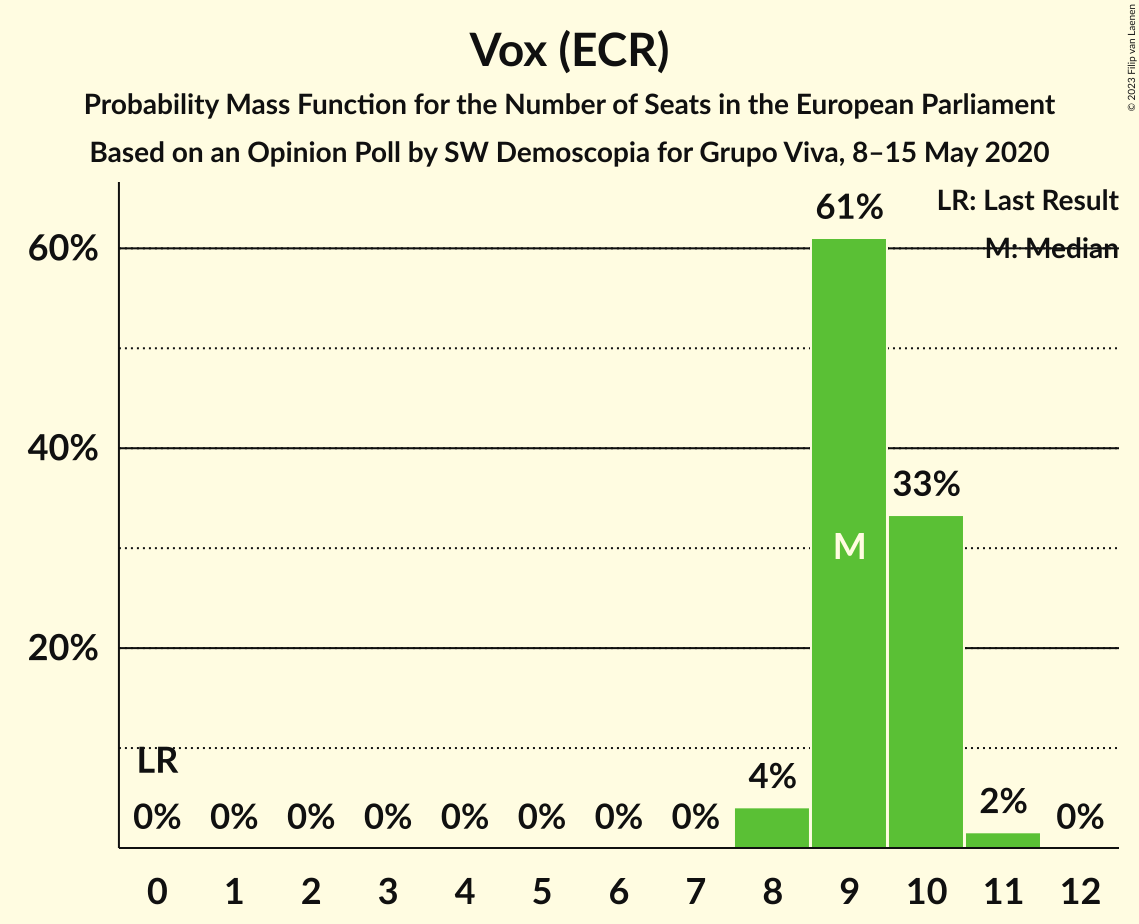 Vox (ECR)
Probability Mass Function for the Number of Seats in the European Parliament
Based on an Opinion Poll by SW Demoscopia for Grupo Viva, 8–15 May 2020
© 2023 Filip van Laenen
LR: Last Result
M: Median
60%
40%
20%
61%
33%
M
LR
4%
2%
0% 0% 0% 0% 0% 0% 0% 0% 0%
0 1 2 3 4 5 6 7 8 9 10 11 12